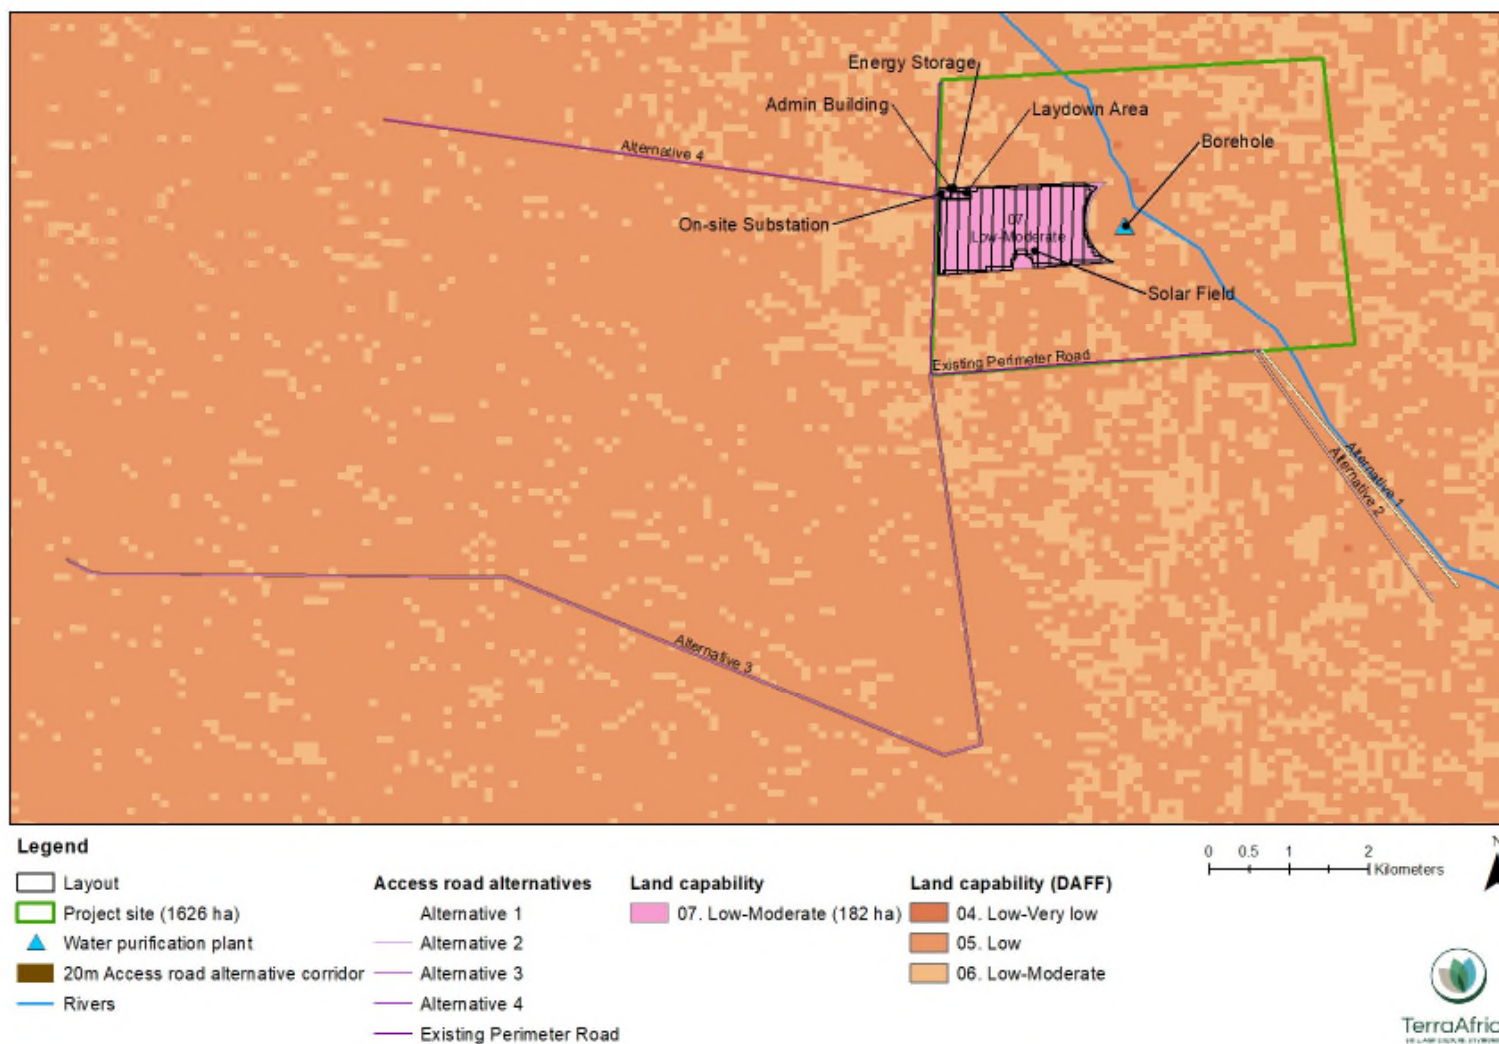 Energy Storage
Admin Building
Laydown Area
Borehole
Alternative 4
On-site Substation
07.
Low-Moderate
Solar Field
Existing Perimeter Road
Alternative 1
Alternative 2
Alternative 3
Legend
Layout
Project site (1626 ha)
Water purification plant
20m Access road alternative corridor
Rivers
Access road alternatives
Alternative 1
Alternative 2
Alternative 3
Alternative 4
Existing Perimeter Road
Land capability
07. Low-Moderate (182 ha)
Land capability (DAFF)
04. Low-Very low
05. Low
06. Low-Moderate
0 0.5 1 2
Kilometers
N
TerraAfric